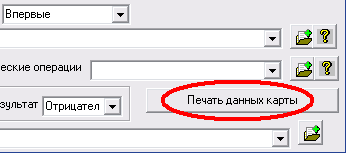 Впервые
еские операции
зультат Отрицател Печать данных карты